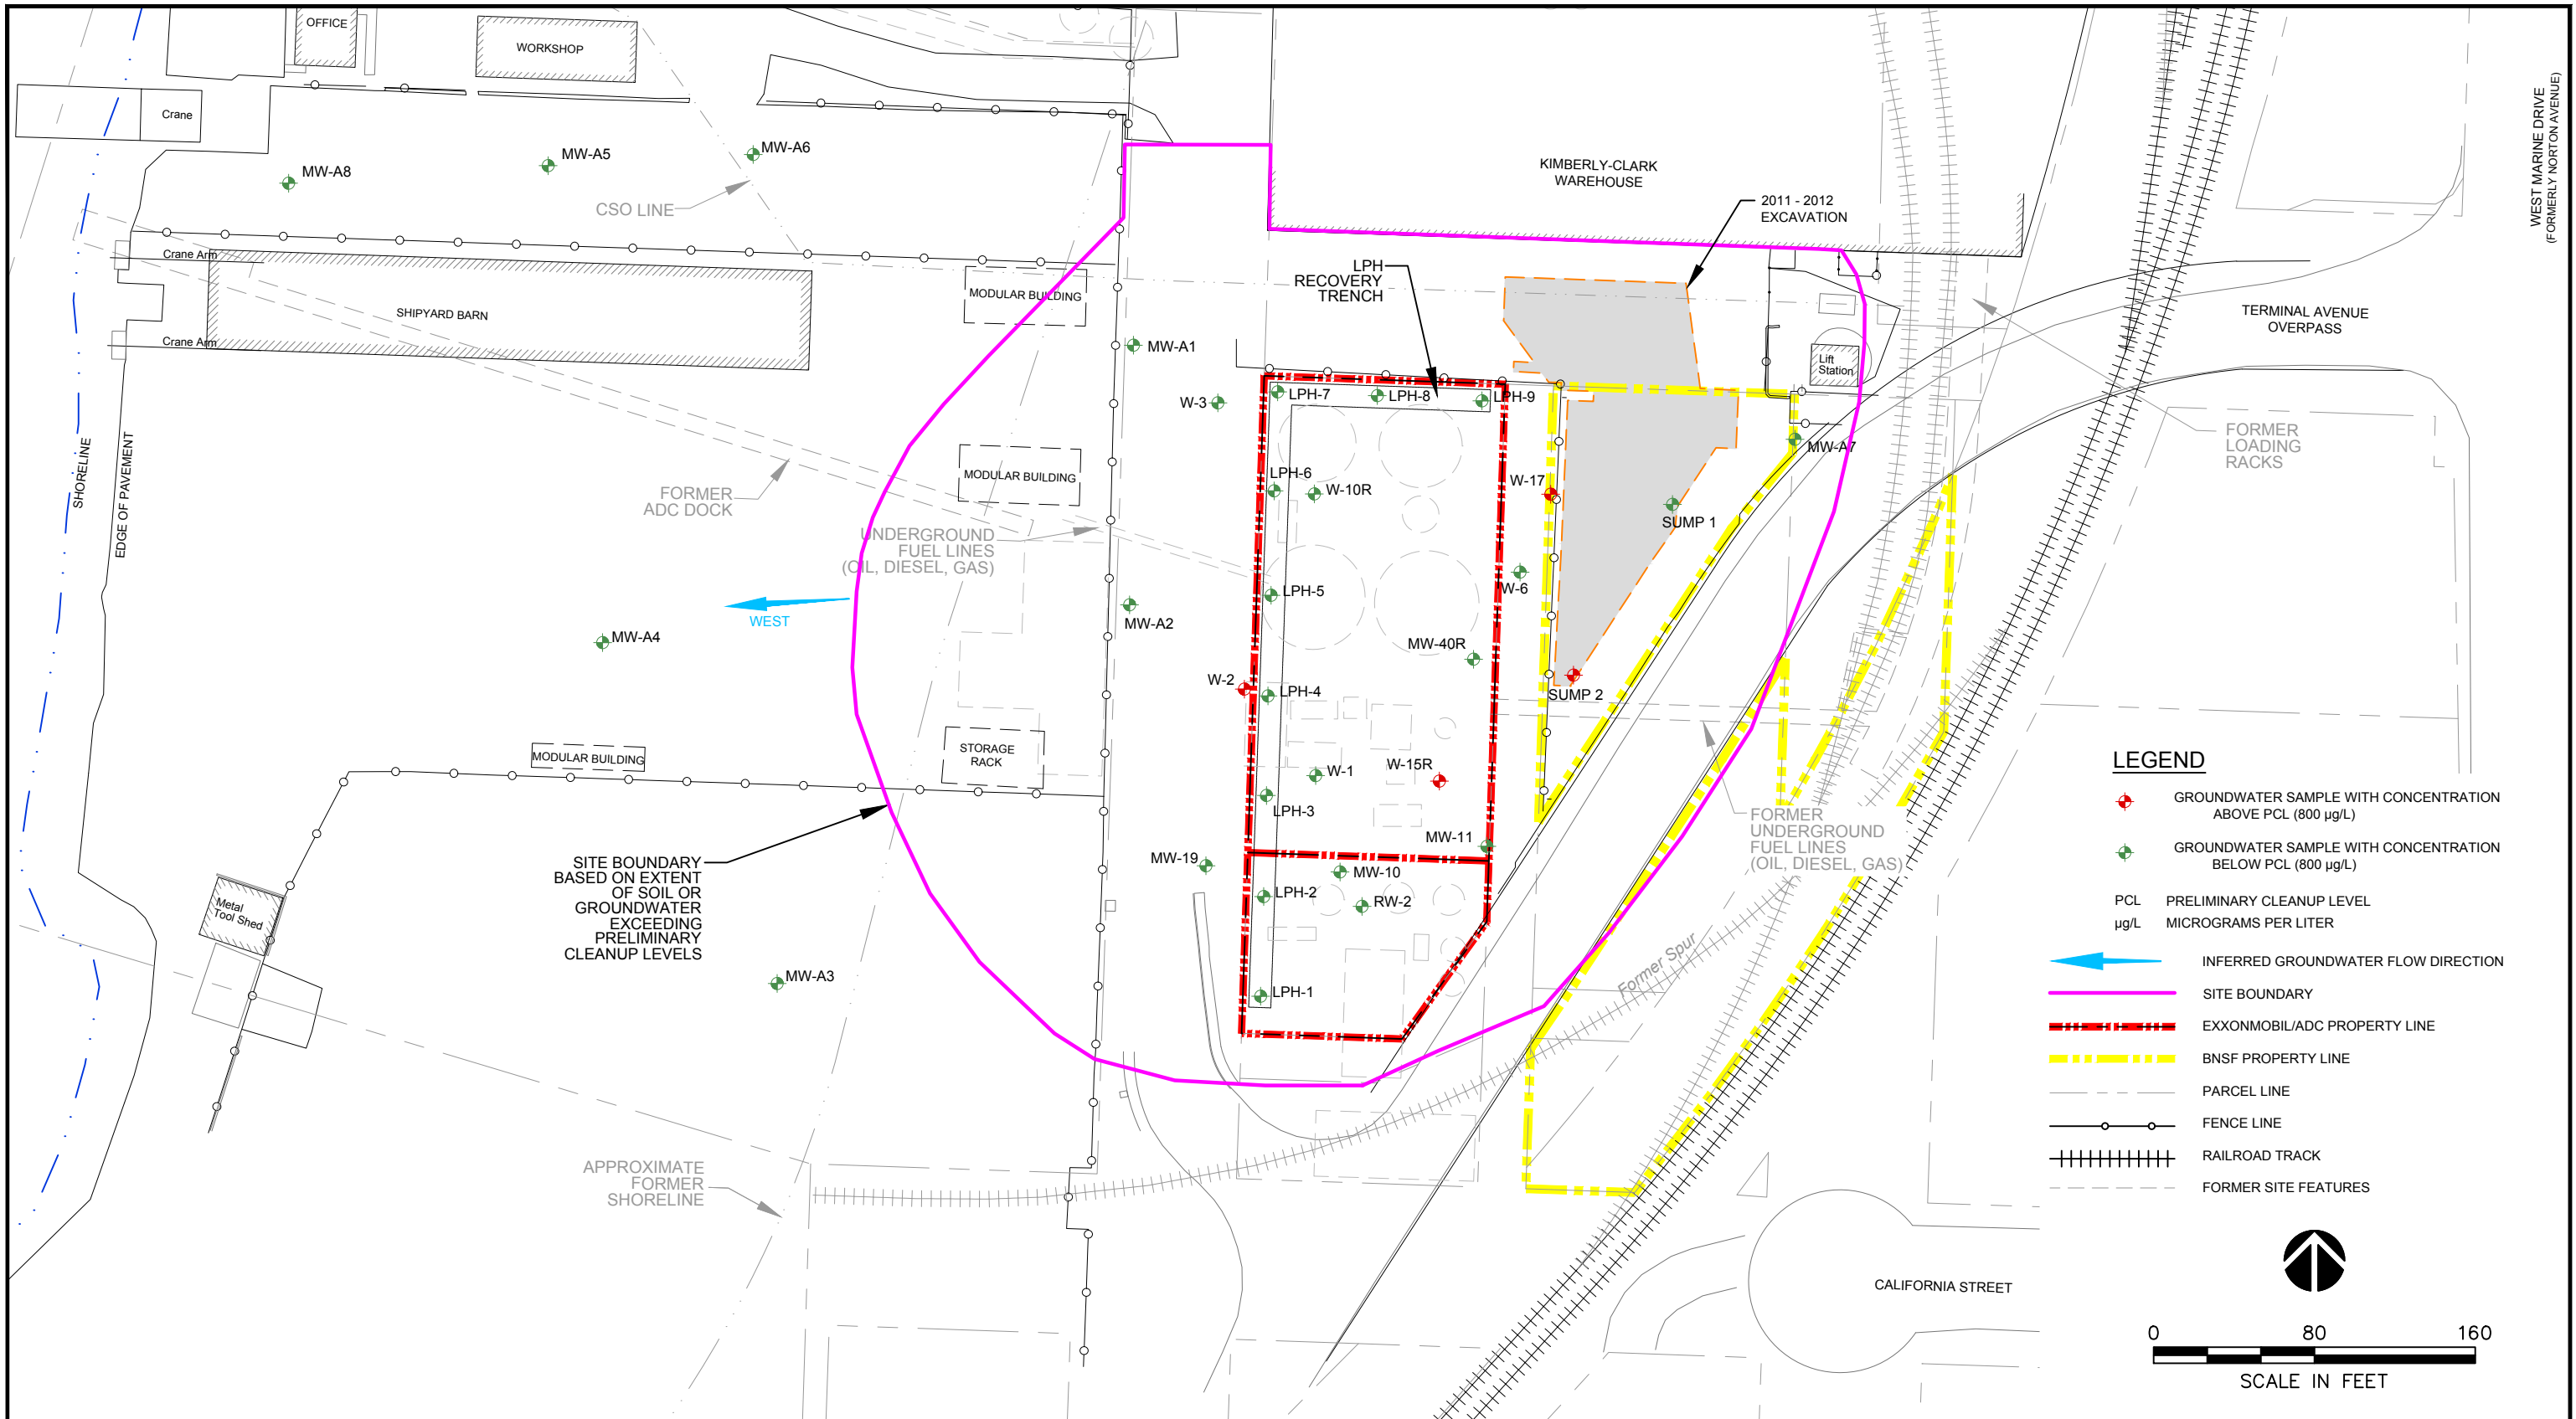 OFFICE
WORKSHOP
Crane
MW-A8
MW-A5
MW-A6
CSO LINE
KIMBERLY-CLARK
WAREHOUSE
2011 - 2012
EXCAVATION
WEST MARINE DRIVE
(FORMERLY NORTON AVENUE)
Crane Arm
SHIPYARD BARN
Crane Arm
MODULAR BUILDING
LPH
RECOVERY
TRENCH
TERMINAL AVENUE
OVERPASS
Lift
Station
MW-A1
W-3
LPH-7
LPH-8
LPH-9
MW-A7
FORMER
LOADING
RACKS
SHORELINE
EDGE OF PAVEMENT
FORMER
ADC DOCK
MODULAR BUILDING
LPH-6
W-10R
W-17
SUMP 1
UNDERGROUND
FUEL LINES
(OIL, DIESEL, GAS)
WEST
LPH-5
W-6
MW-A2
MW-A4
MW-40R
W-2
LPH-4
SUMP 2
MODULAR BUILDING
STORAGE
RACK
W-1
W-15R
LPH-3
FORMER
UNDERGROUND
FUEL LINES
(OIL, DIESEL, GAS)
MW-11
SITE BOUNDARY
BASED ON EXTENT
OF SOIL OR
GROUNDWATER
EXCEEDING
PRELIMINARY
CLEANUP LEVELS
MW-19
MW-10
LPH-2
RW-2
Metal
Tool Shed
MW-A3
LPH-1
Former Spur
APPROXIMATE
FORMER
SHORELINE
CALIFORNIA STREET
LEGEND
GROUNDWATER SAMPLE WITH CONCENTRATION
ABOVE PCL (800 µg/L)
GROUNDWATER SAMPLE WITH CONCENTRATION
BELOW PCL (800 µg/L)
PCL PRELIMINARY CLEANUP LEVEL
µg/L MICROGRAMS PER LITER
INFERRED GROUNDWATER FLOW DIRECTION
SITE BOUNDARY
EXXONMOBIL/ADC PROPERTY LINE
BNSF PROPERTY LINE
PARCEL LINE
FENCE LINE
RAILROAD TRACK
FORMER SITE FEATURES
0 80 160
SCALE IN FEET